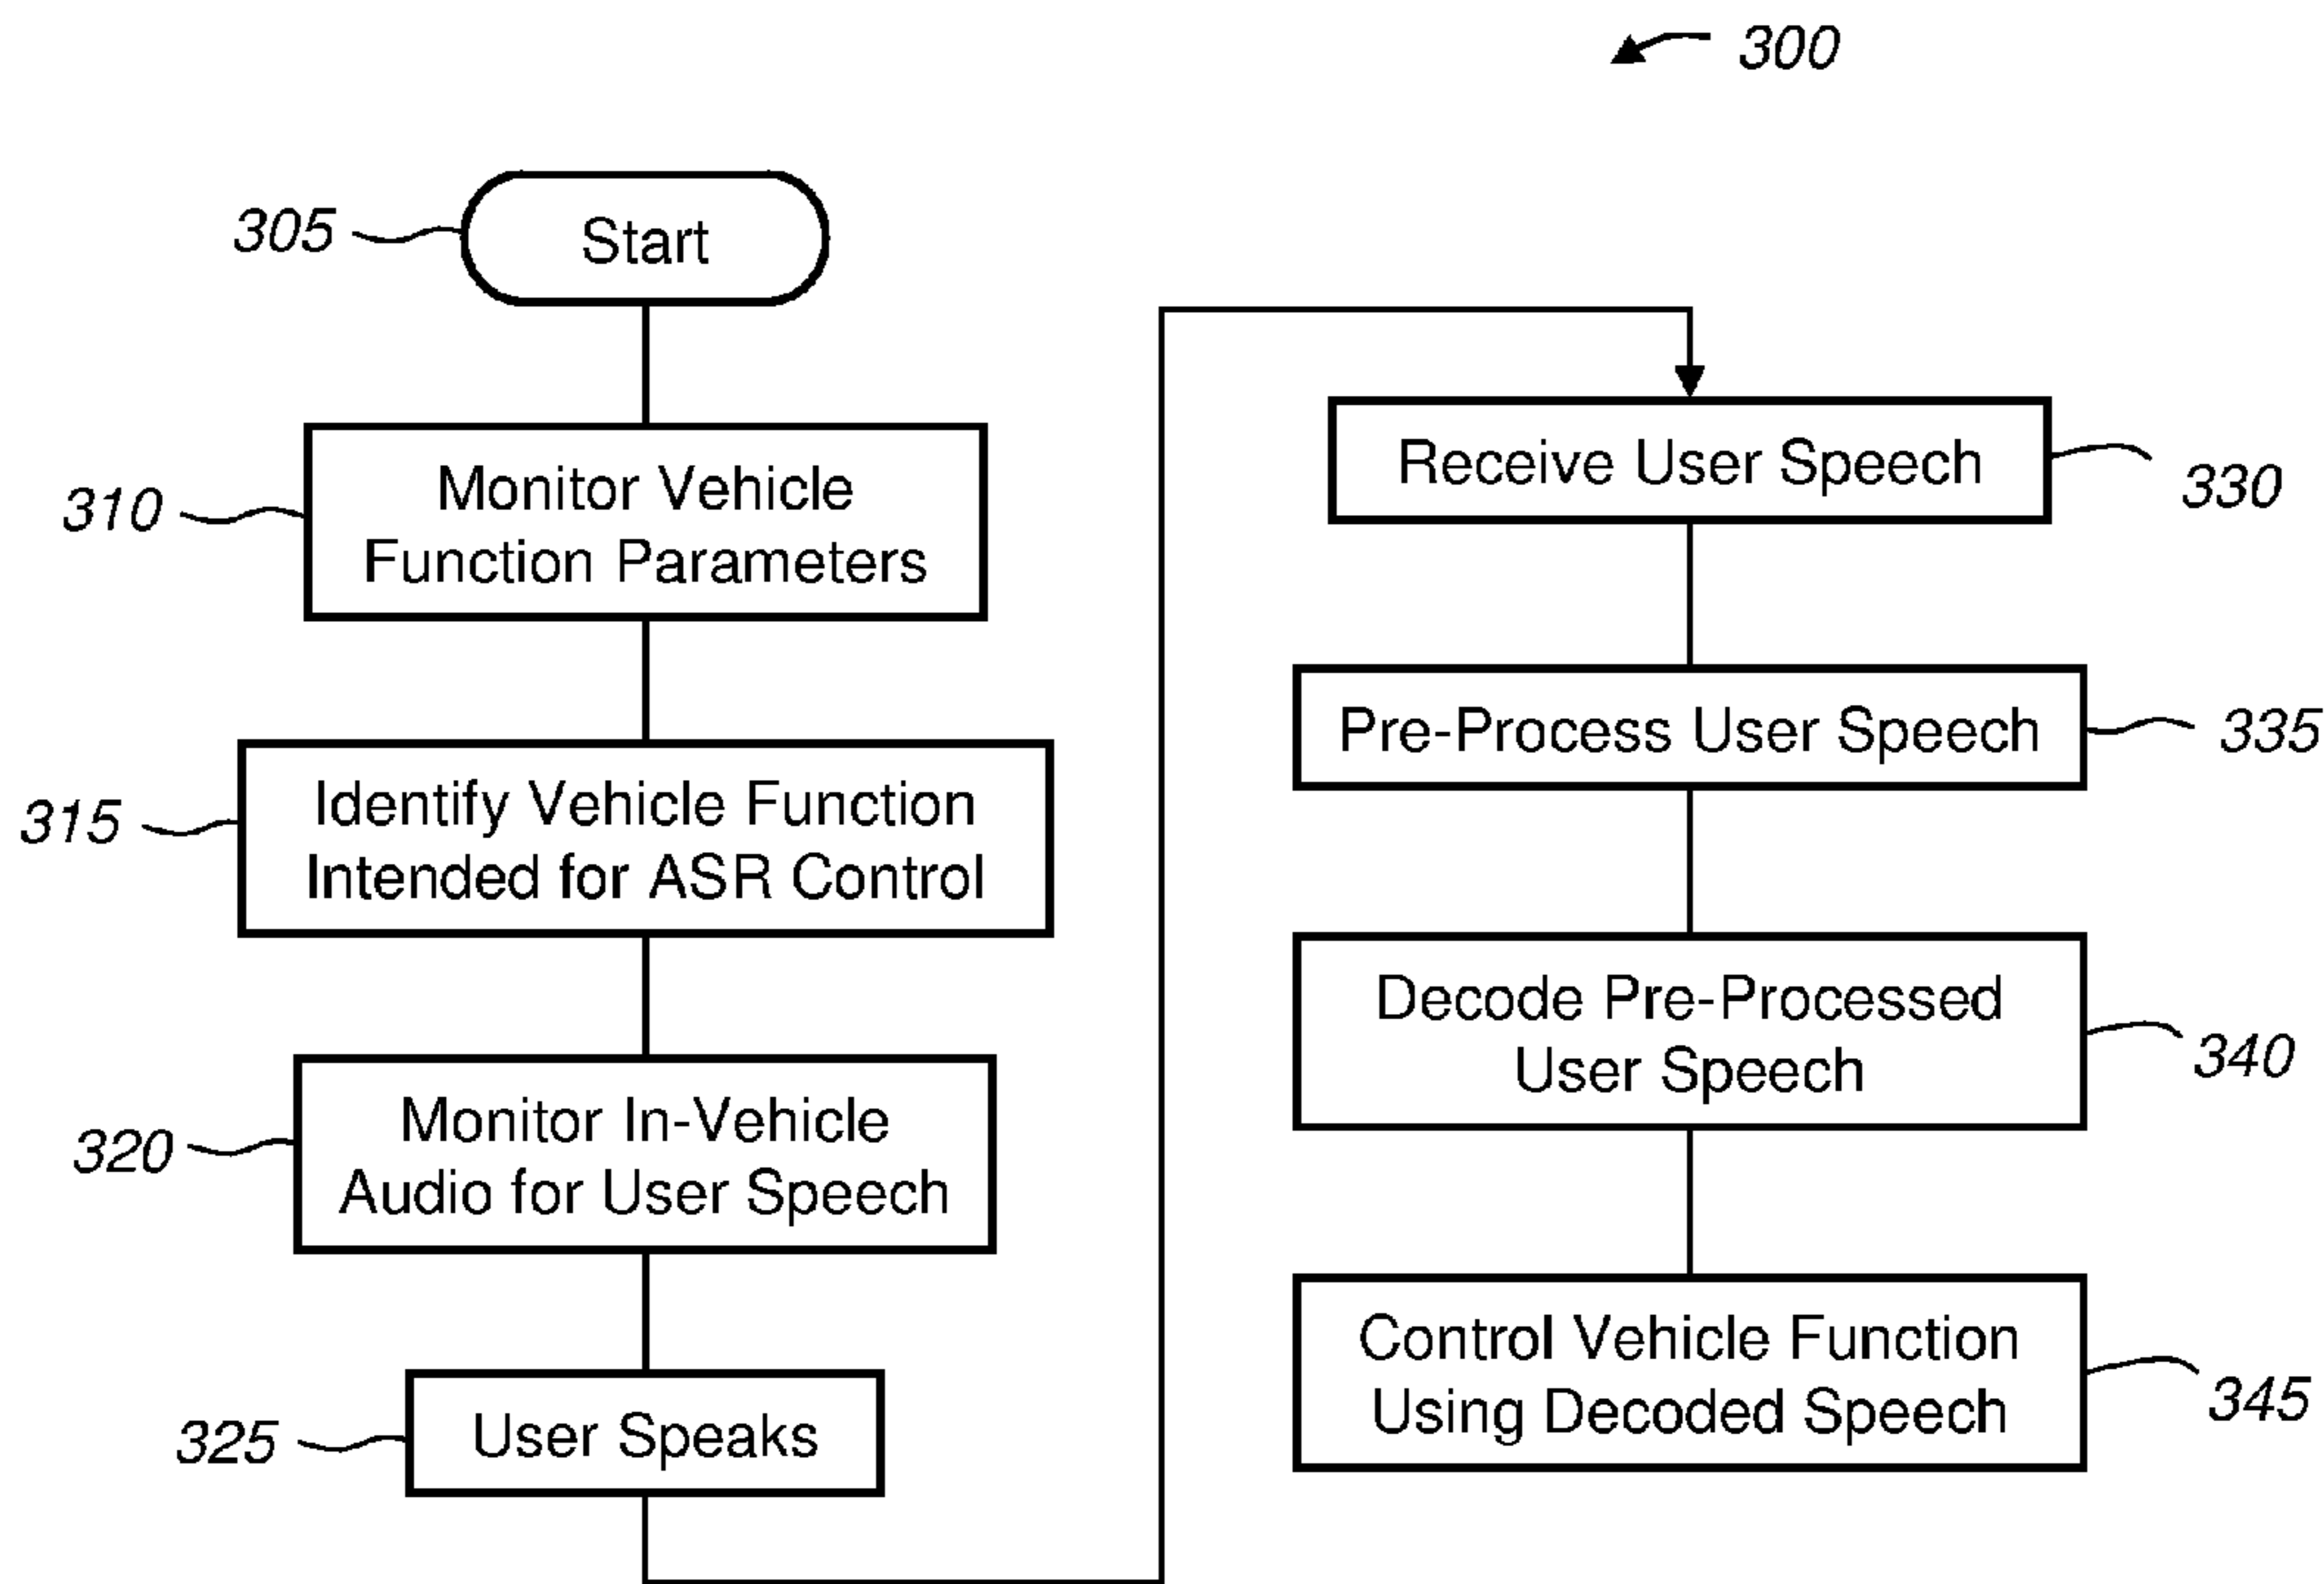 300
305
Start
310
Monitor Vehicle
Function Parameters
315
Identify Vehicle Function
Intended for ASR Control
320
Monitor In-Vehicle
Audio for User Speech
325
User Speaks
Receive User Speech
330
Pre-Process User Speech
335
Decode Pre-Processed
User Speech
340
Control Vehicle Function
Using Decoded Speech
345